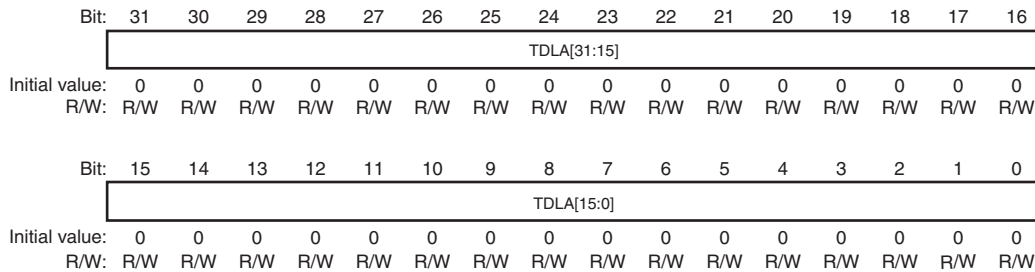 Bit: 31 30 29 28 27 26 25 24 23 22 21 20 19 18 17 16
TDLA[31:15]
Initial value: 0 0 0 0 0 0 0 0 0 0 0 0 0 0 0 0
R/W: R/W R/W R/W R/W R/W R/W R/W R/W R/W R/W R/W R/W R/W R/W R/W R/W
Bit: 15 14 13 12 11 10 9 8 7 6 5 4 3 2 1 0
TDLA[15:0]
Initial value: 0 0 0 0 0 0 0 0 0 0 0 0 0 0 0 0
R/W: R/W R/W R/W R/W R/W R/W R/W R/W R/W R/W R/W R/W R/W R/W R/W R/W